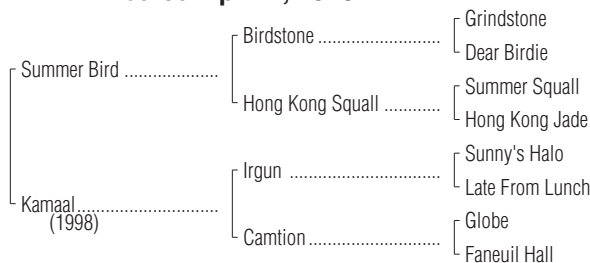 Grindstone
Birdstone
Dear Birdie
Summer Bird
Summer Squall
Hong Kong Squall
Hong Kong Jade
Sunny's Halo
Irgun
Late From Lunch
Kamaal
(1998)
Globe
Camtion
Faneuil Hall